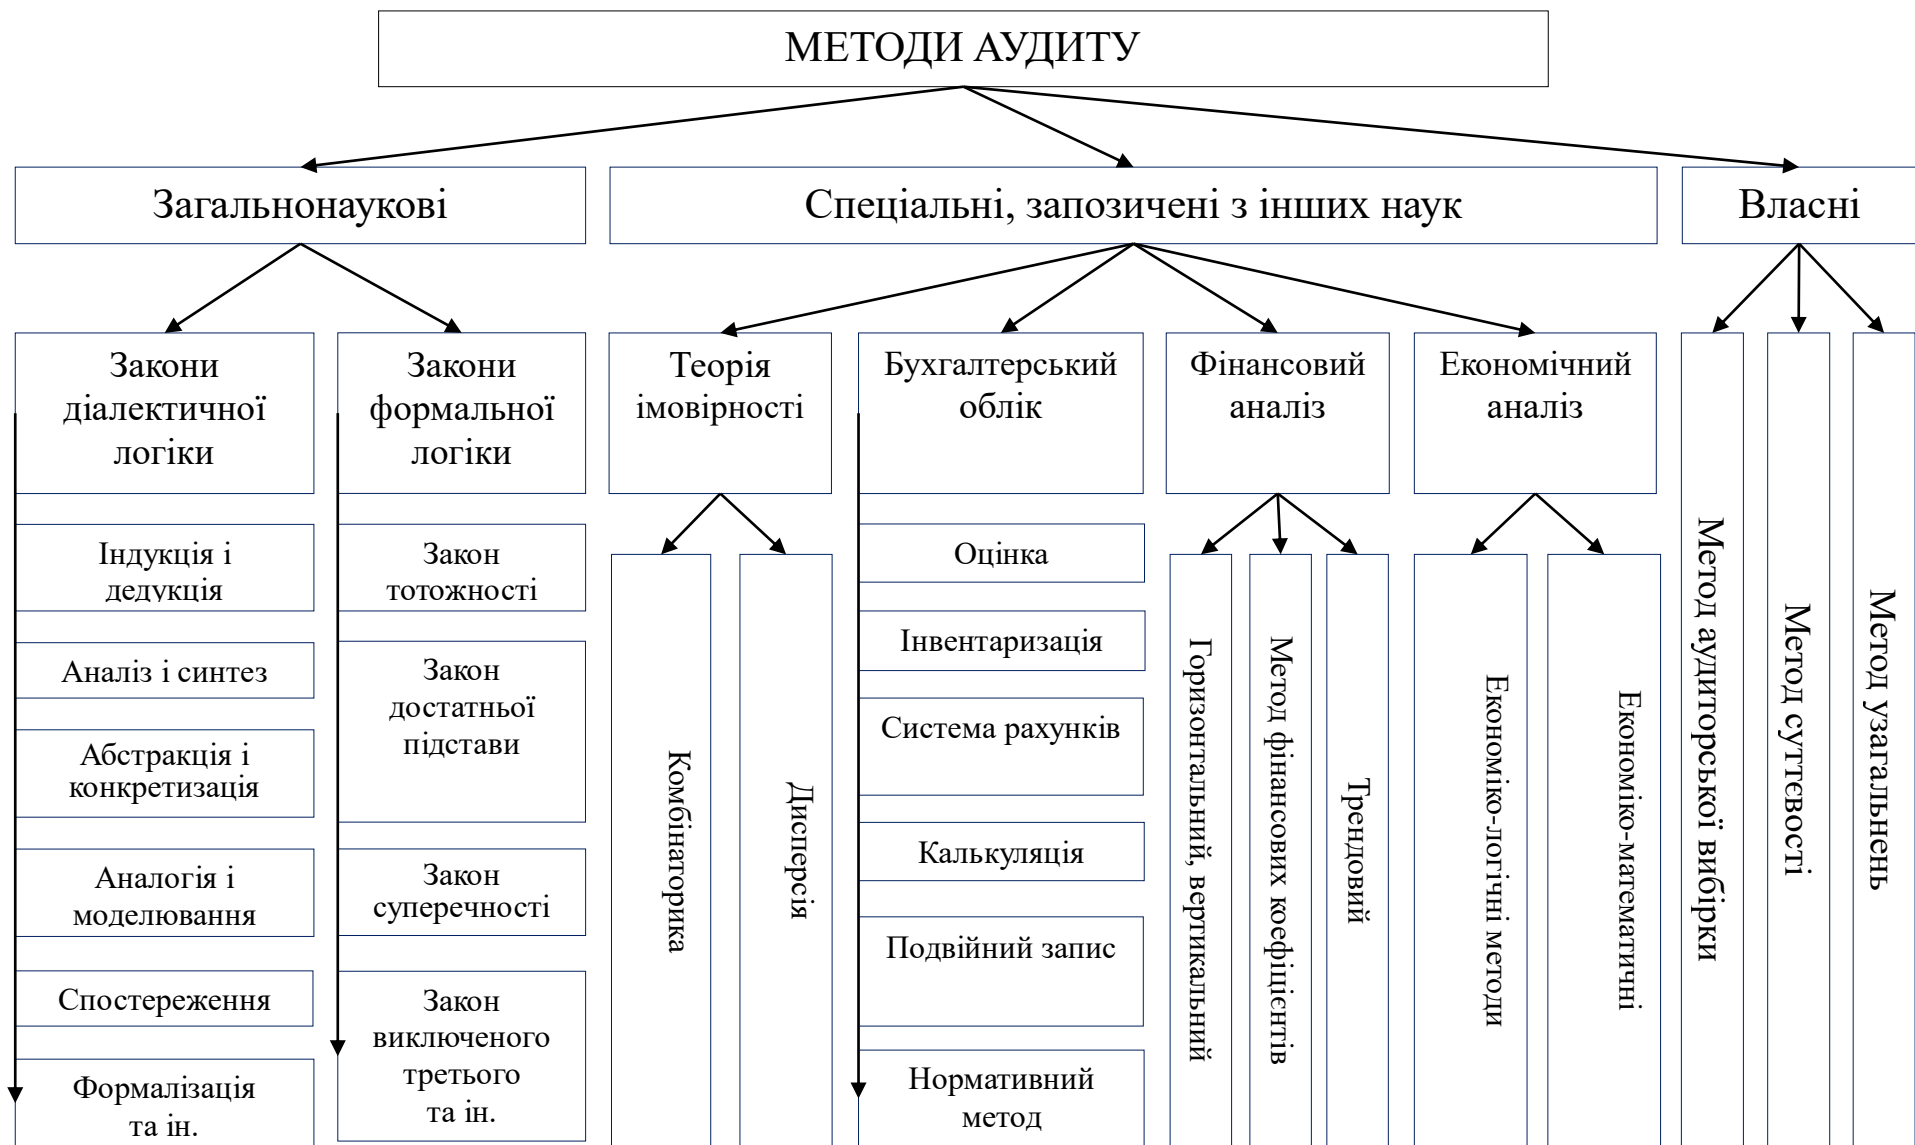 МЕТОДИ АУДИТУ
Загальнонаукові
Спеціальні, запозичені з інших наук
Власні
Закони
діалектичної
логіки
Закони
формальної
логіки
Теорія
імовірності
Бухгалтерський
облік
Фінансовий
аналіз
Економічний
аналіз
Індукція і
дедукція
Аналіз і синтез
Абстракція і
конкретизація
Аналогія і
моделювання
Спостереження
Формалізація
та ін.
Закон
тотожності
Закон
достатньої
підстави
Закон
суперечності
Закон
виключеного
третього
та ін.
Комбінаторика
Дисперсія
Оцінка
Інвентаризація
Система рахунків
Калькуляція
Подвійний запис
Нормативний
метод
Горизонтальний, вертикальний
Метод фінансових коефіцієнтів
Трендовий
Економіко-логічні методи
Економіко-математичні
Метод аудиторської вибірки
Метод суттєвості
Метод узагальнень